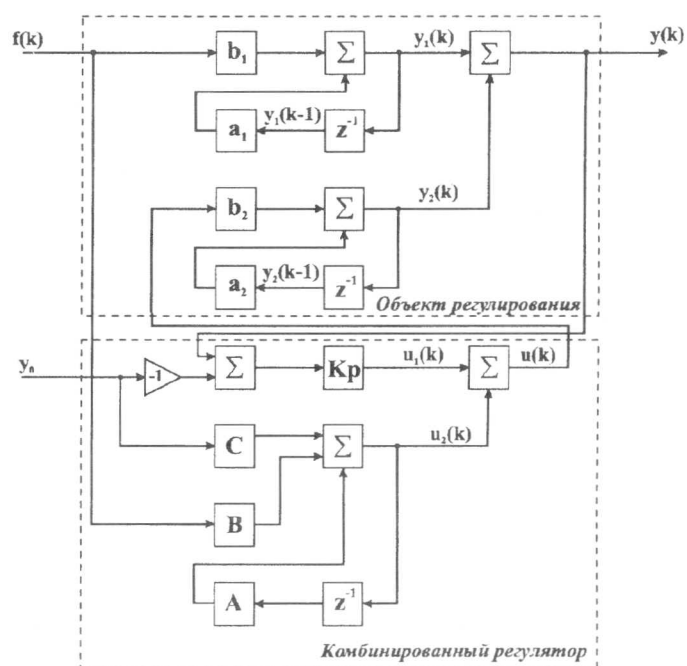 f(k) b₁ Σ y₁(k) Σ y(k)
a₁ y₁(k-1) z⁻¹
b₂ Σ y₂(k)
a₂ y₂(k-1) z⁻¹
Объект регулирования
yₙ -1 Σ Kp u₁(k) Σ u(k)
C Σ u₂(k)
B
A z⁻¹
Комбинированный регулятор